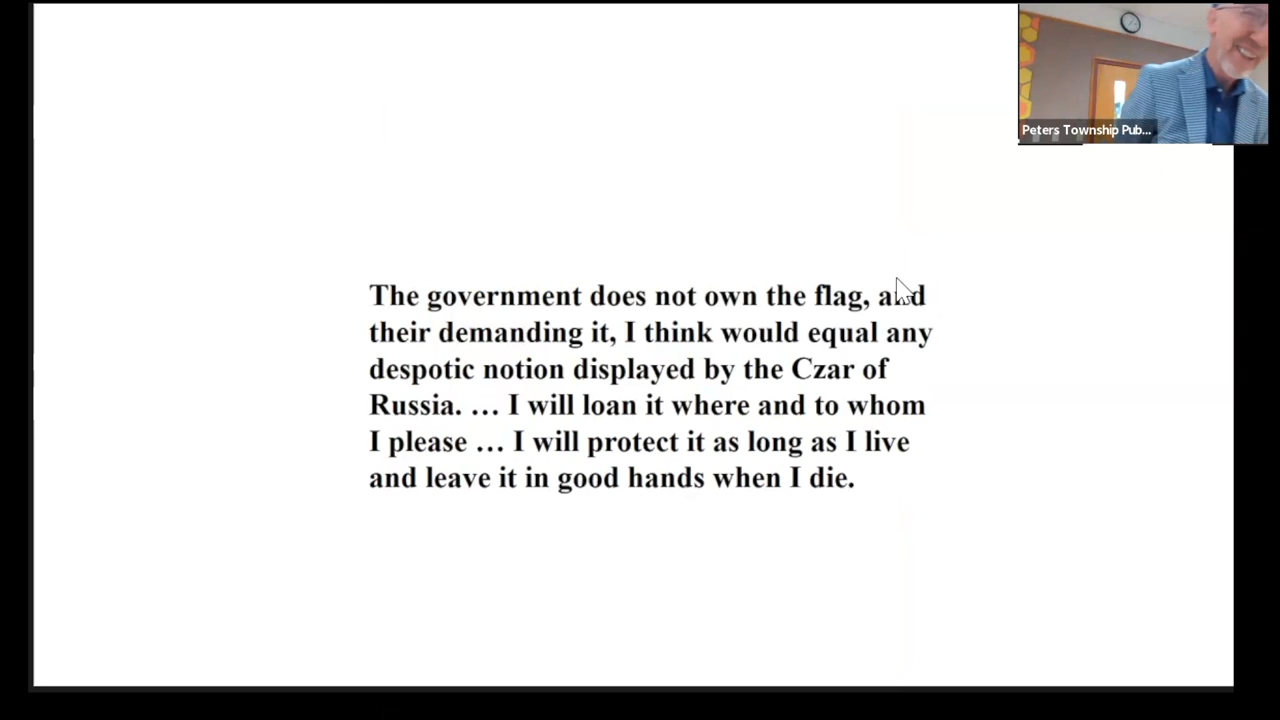 Peters Township Pub...
The government does not own the flag, and
their demanding it, I think would equal any
despotic notion displayed by the Czar of
Russia. … I will loan it where and to whom
I please … I will protect it as long as I live
and leave it in good hands when I die.